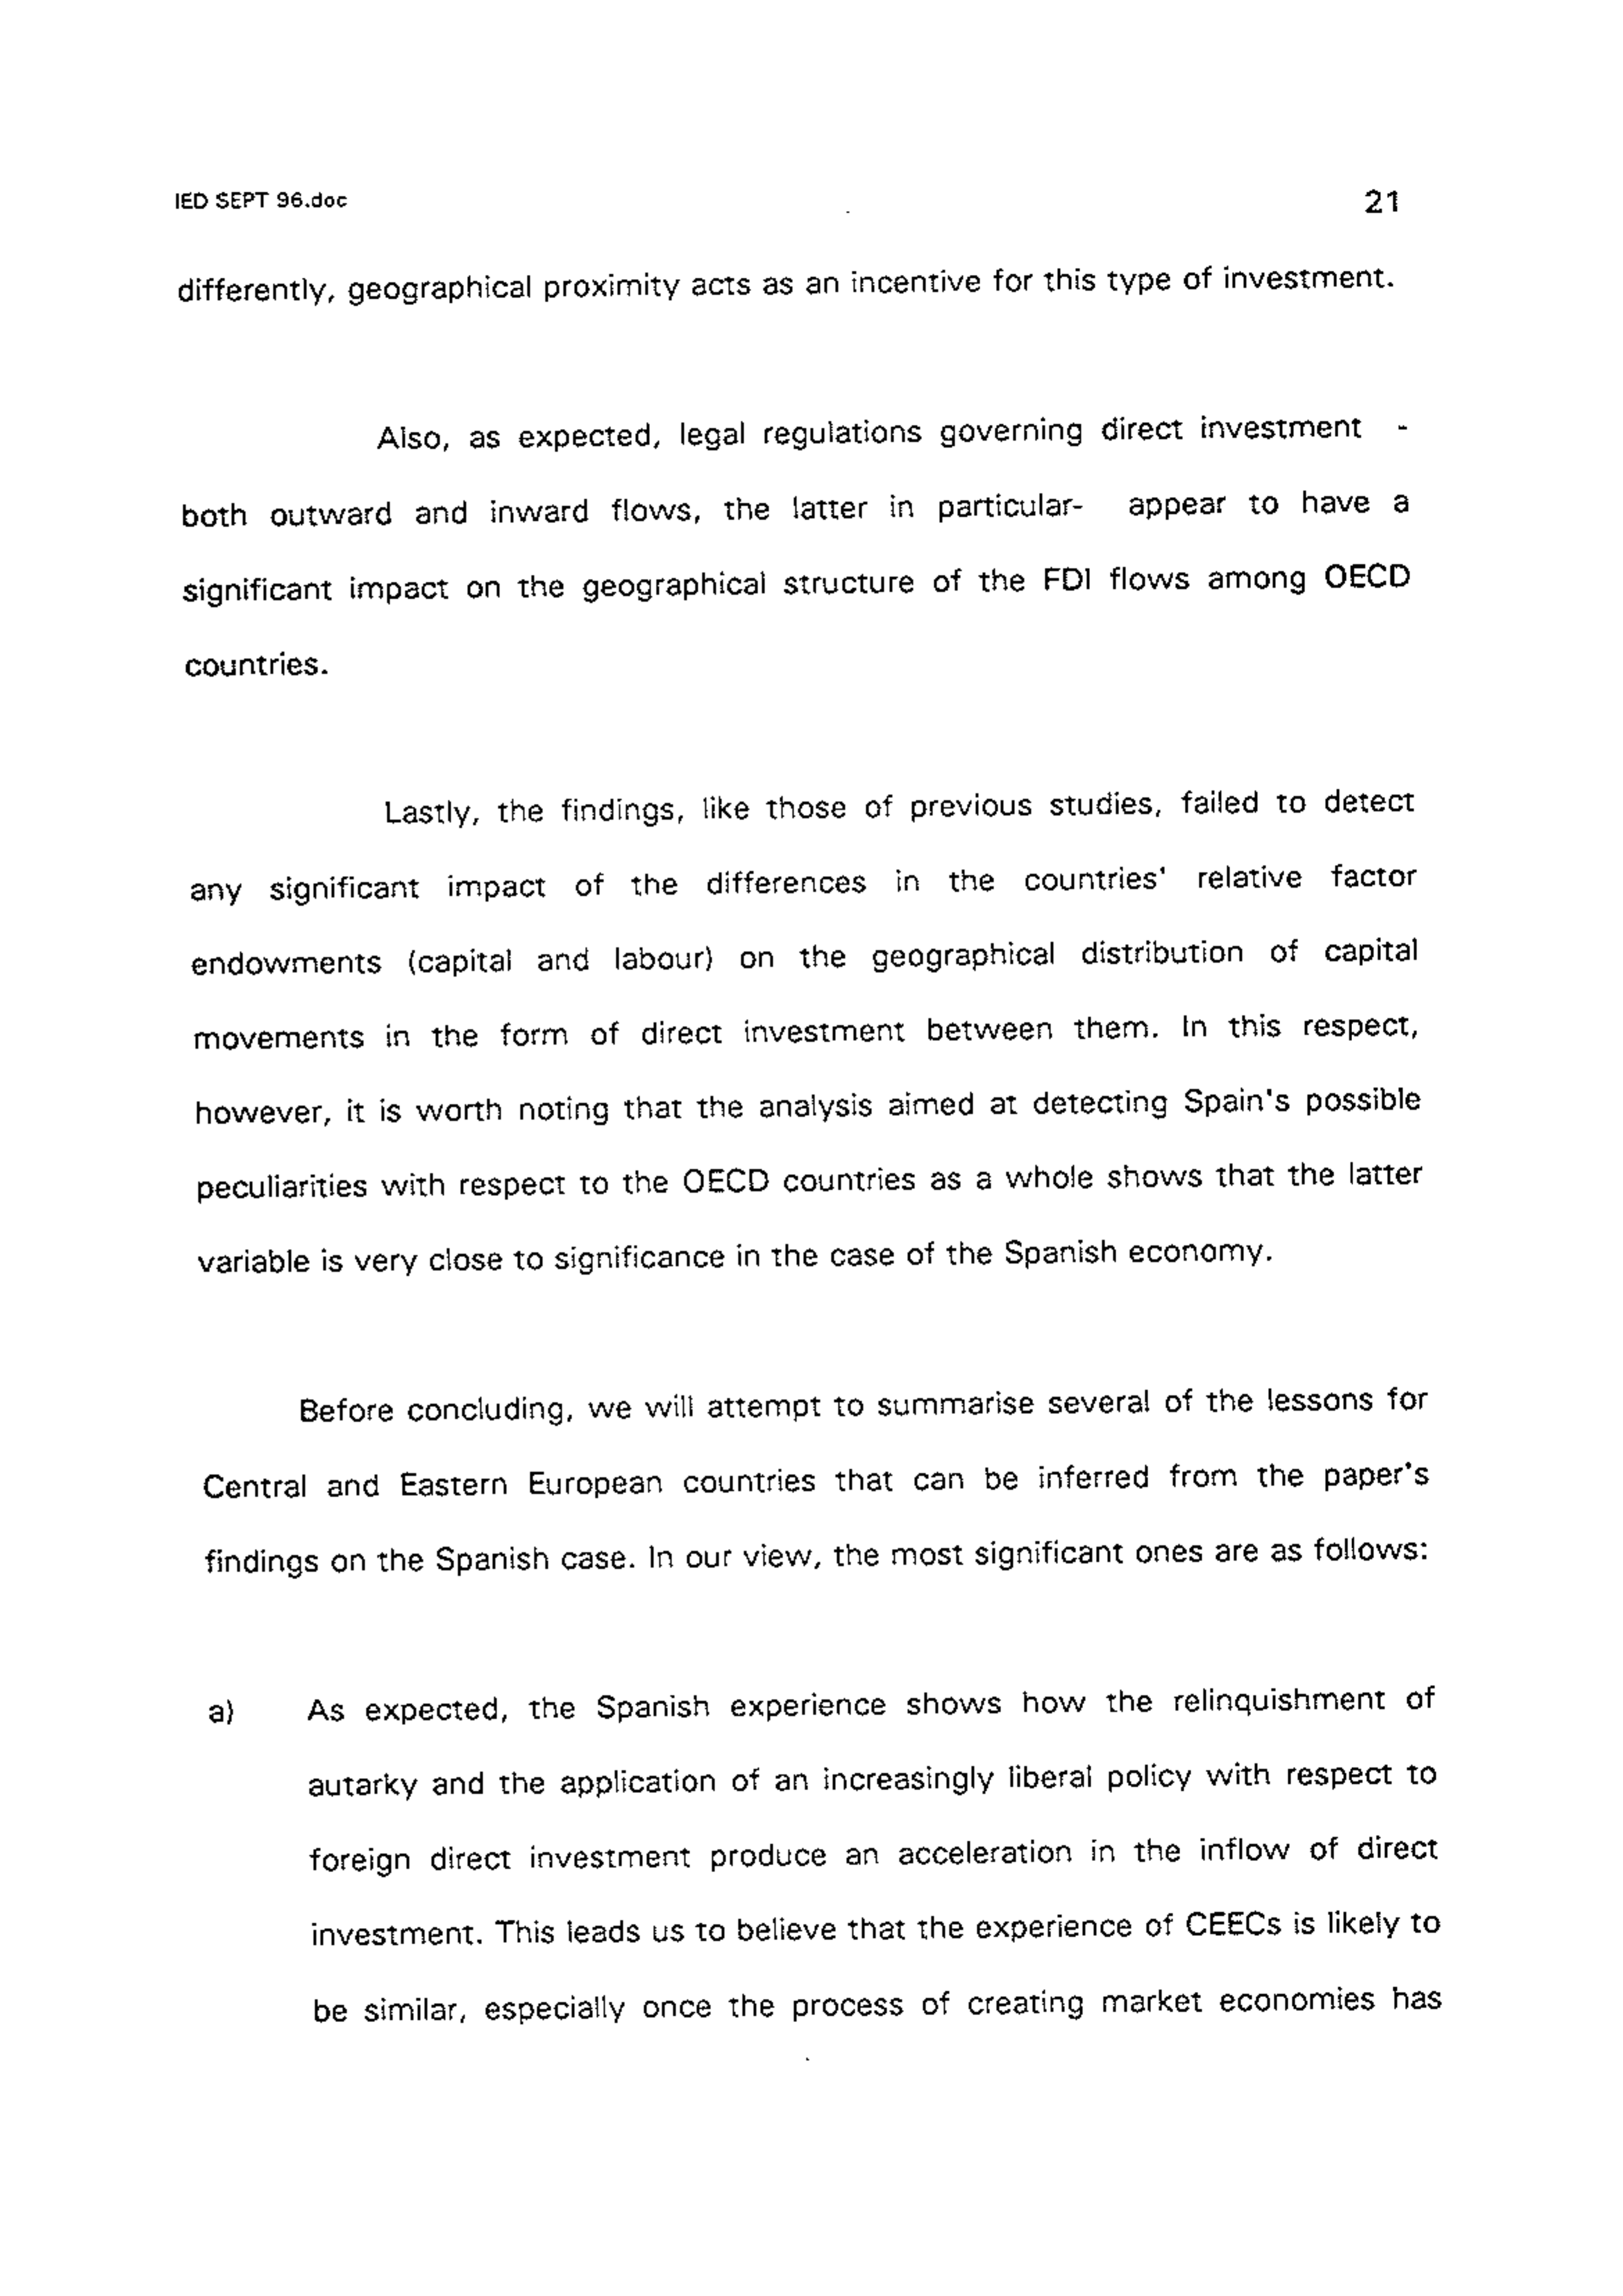 IED SEPT 96.doc 21
differently, geographical proximity acts as an incentive for this type of investment.
Also, as expected, legal regulations governing direct investment -
both outward and inward flows, the latter in particular- appear to have a
significant impact on the geographical structure of the FDI flows among OECD
countries.
Lastly, the findings, like those of previous studies, failed to detect
any significant impact of the differences in the countries' relative factor
endowments (capital and labour) on the geographical distribution of capital
movements in the form of direct investment between them. In this respect,
however, it is worth noting that the analysis aimed at detecting Spain's possible
peculiarities with respect to the OECD countries as a whole shows that the latter
variable is very close to significance in the case of the Spanish economy.
Before concluding, we will attempt to summarise several of the lessons for
Central and Eastern European countries that can be inferred from the paper's
findings on the Spanish case. In our view, the most significant ones are as follows:
a) As expected, the Spanish experience shows how the relinquishment of
autarky and the application of an increasingly liberal policy with respect to
foreign direct investment produce an acceleration in the inflow of direct
investment. This leads us to believe that the experience of CEECs is likely to
be similar, especially once the process of creating market economies has